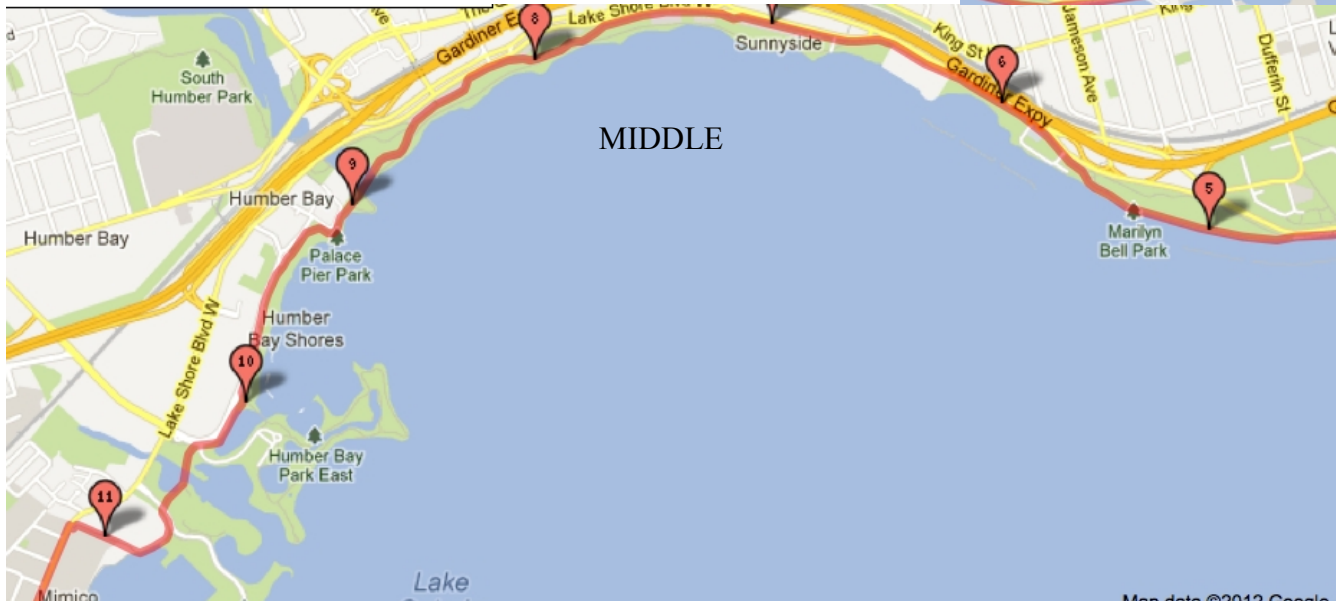 8
Gardiner E
Lake Shore Blvd W
King
Sunnyside
King St
6
Jameson Ave
Dufferin St
Gardiner Expy
South
Humber Park
MIDDLE
9
Humber Bay
5
Humber Bay
Palace
Pier Park
Marilyn
Bell Park
Lake Shore Blvd W
Humber
Bay Shores
10
Humber Bay
Park East
11
Lake
Mimico
Map data ©2012 Google